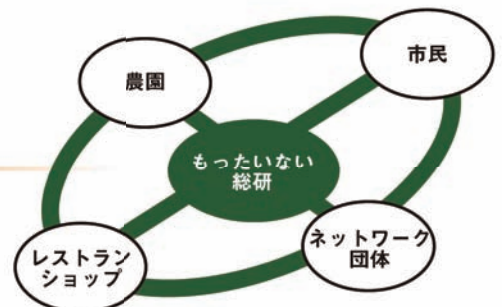 農園
市民
もったいない
総研
レストラン
ショップ
ネットワーク
団体